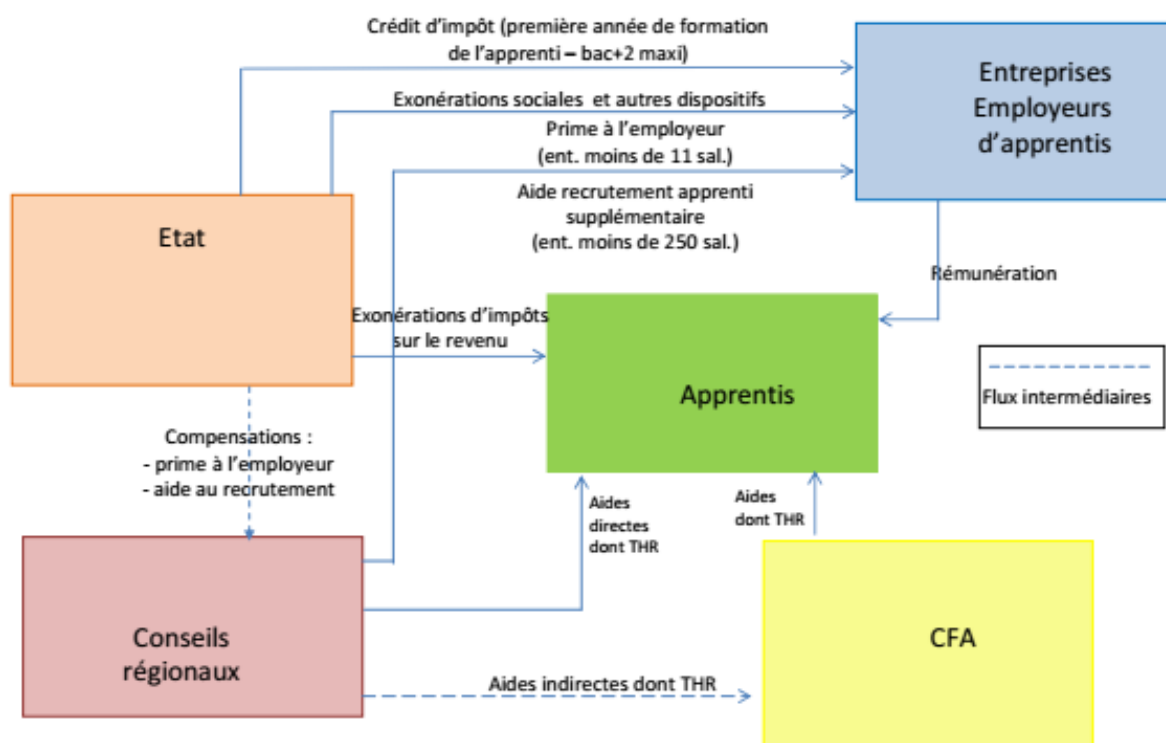 Crédit d'impôt (première année de formation
de l'apprenti – bac+2 maxi)
Exonérations sociales et autres dispositifs
Prime à l'employeur
(ent. moins de 11 sal.)
Aide recrutement apprenti
supplémentaire
(ent. moins de 250 sal.)
Entreprises
Employeurs
d'apprentis
Etat
Rémunération
Exonérations d'impôts
sur le revenu
Apprentis
Flux intermédiaires
Compensations :
- prime à l'employeur
- aide au recrutement
Aides
directes
dont THR
Aides
dont THR
Conseils
régionaux
CFA
Aides indirectes dont THR